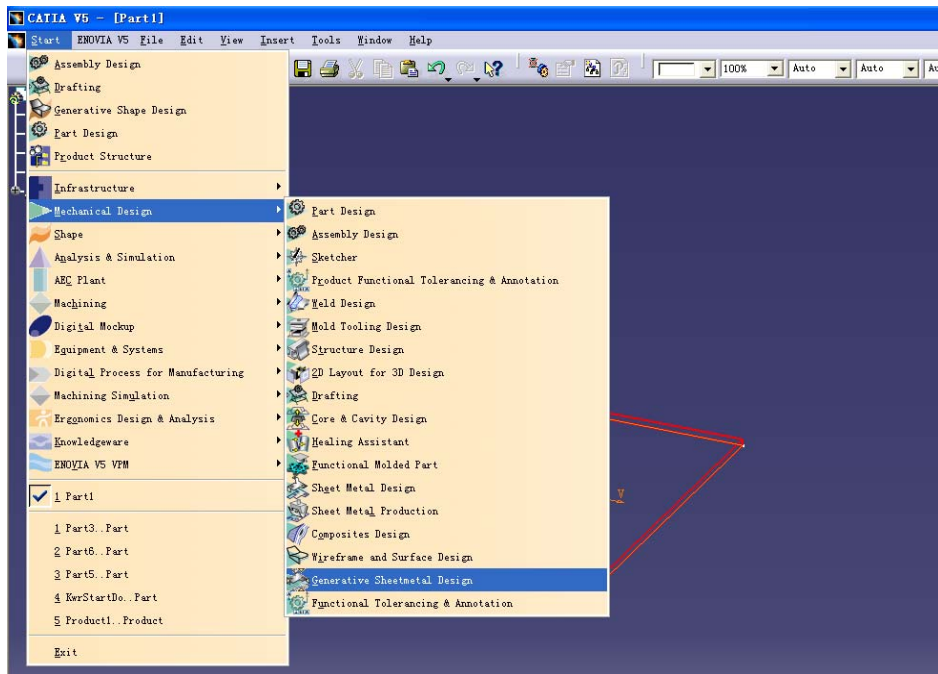 CATIA V5 - [Part1]
Start ENOVIA V5 File Edit View Insert Tools Window Help
100% Auto Auto Au
Assembly Design
Drafting
Generative Shape Design
Part Design
Product Structure
Infrastructure
Mechanical Design
Shape
Analysis & Simulation
AEC Plant
Machining
Digital Mockup
Equipment & Systems
Digital Process for Manufacturing
Machining Simulation
Ergonomics Design & Analysis
Knowledgeware
ENOVIA V5 VPM
1 Part1
1 Part3..Part
2 Part6..Part
3 Part5..Part
4 KwrStartDo..Part
5 Product1..Product
Exit
Part Design
Assembly Design
Sketcher
Product Functional Tolerancing & Annotation
Weld Design
Mold Tooling Design
Structure Design
2D Layout for 3D Design
Drafting
Core & Cavity Design
Healing Assistant
Functional Molded Part
Sheet Metal Design
Sheet Metal Production
Composites Design
Wireframe and Surface Design
Generative Sheetmetal Design
Functional Tolerancing & Annotation
V